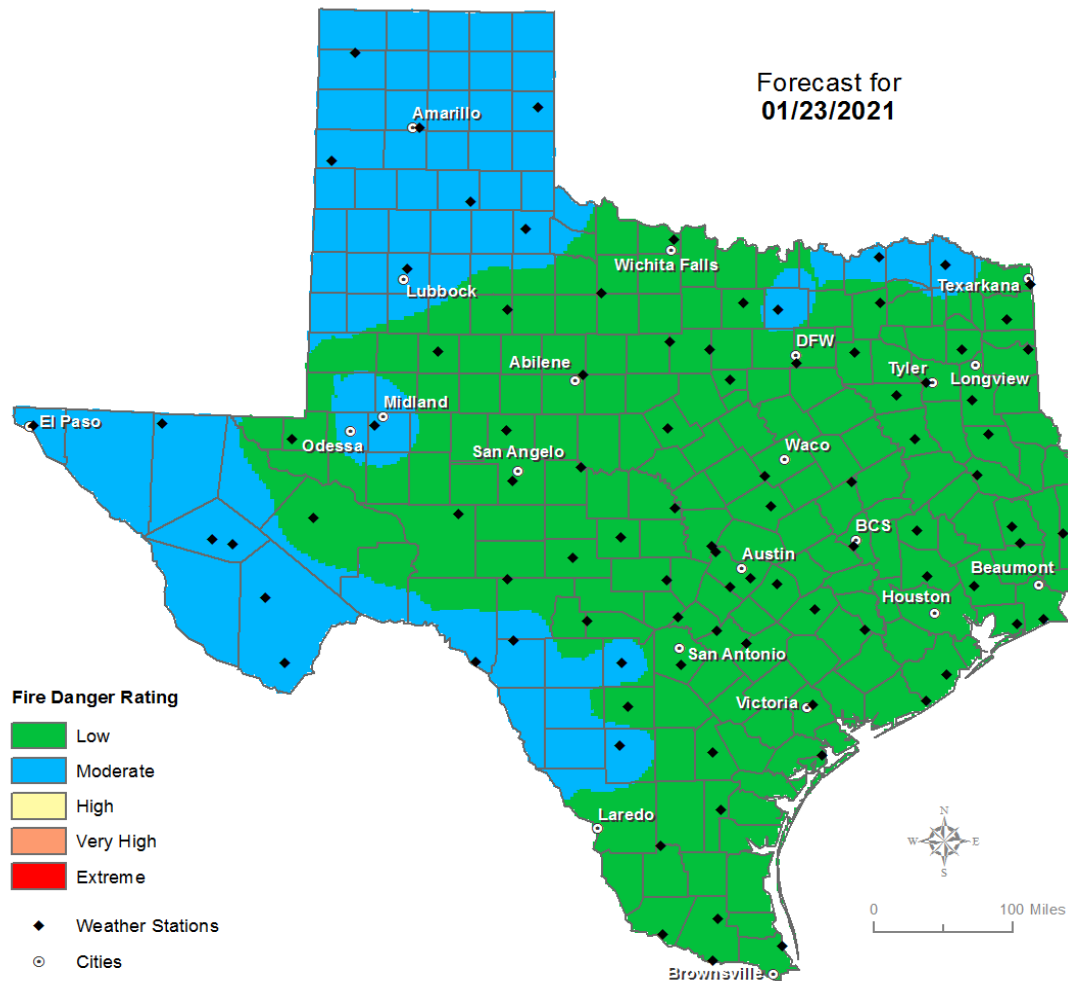 Forecast for
01/23/2021
Amarillo
Wichita Falls
Lubbock
Texarkana
DFW
Abilene
Tyler
Longview
Midland
El Paso
Odessa
Waco
San Angelo
BCS
Austin
Beaumont
Houston
San Antonio
Victoria
Laredo
Brownsville
Fire Danger Rating
Low
Moderate
High
Very High
Extreme
Weather Stations
Cities
N
W E
S
0 100 Miles